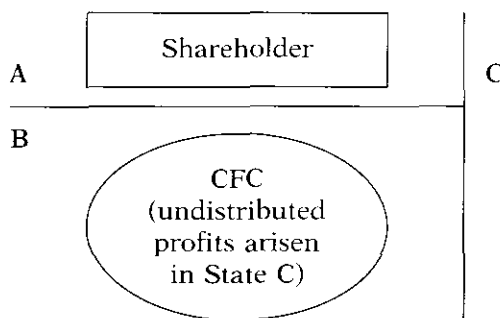 Shareholder
A
C
B
CFC
(undistributed
profits arisen
in State C)